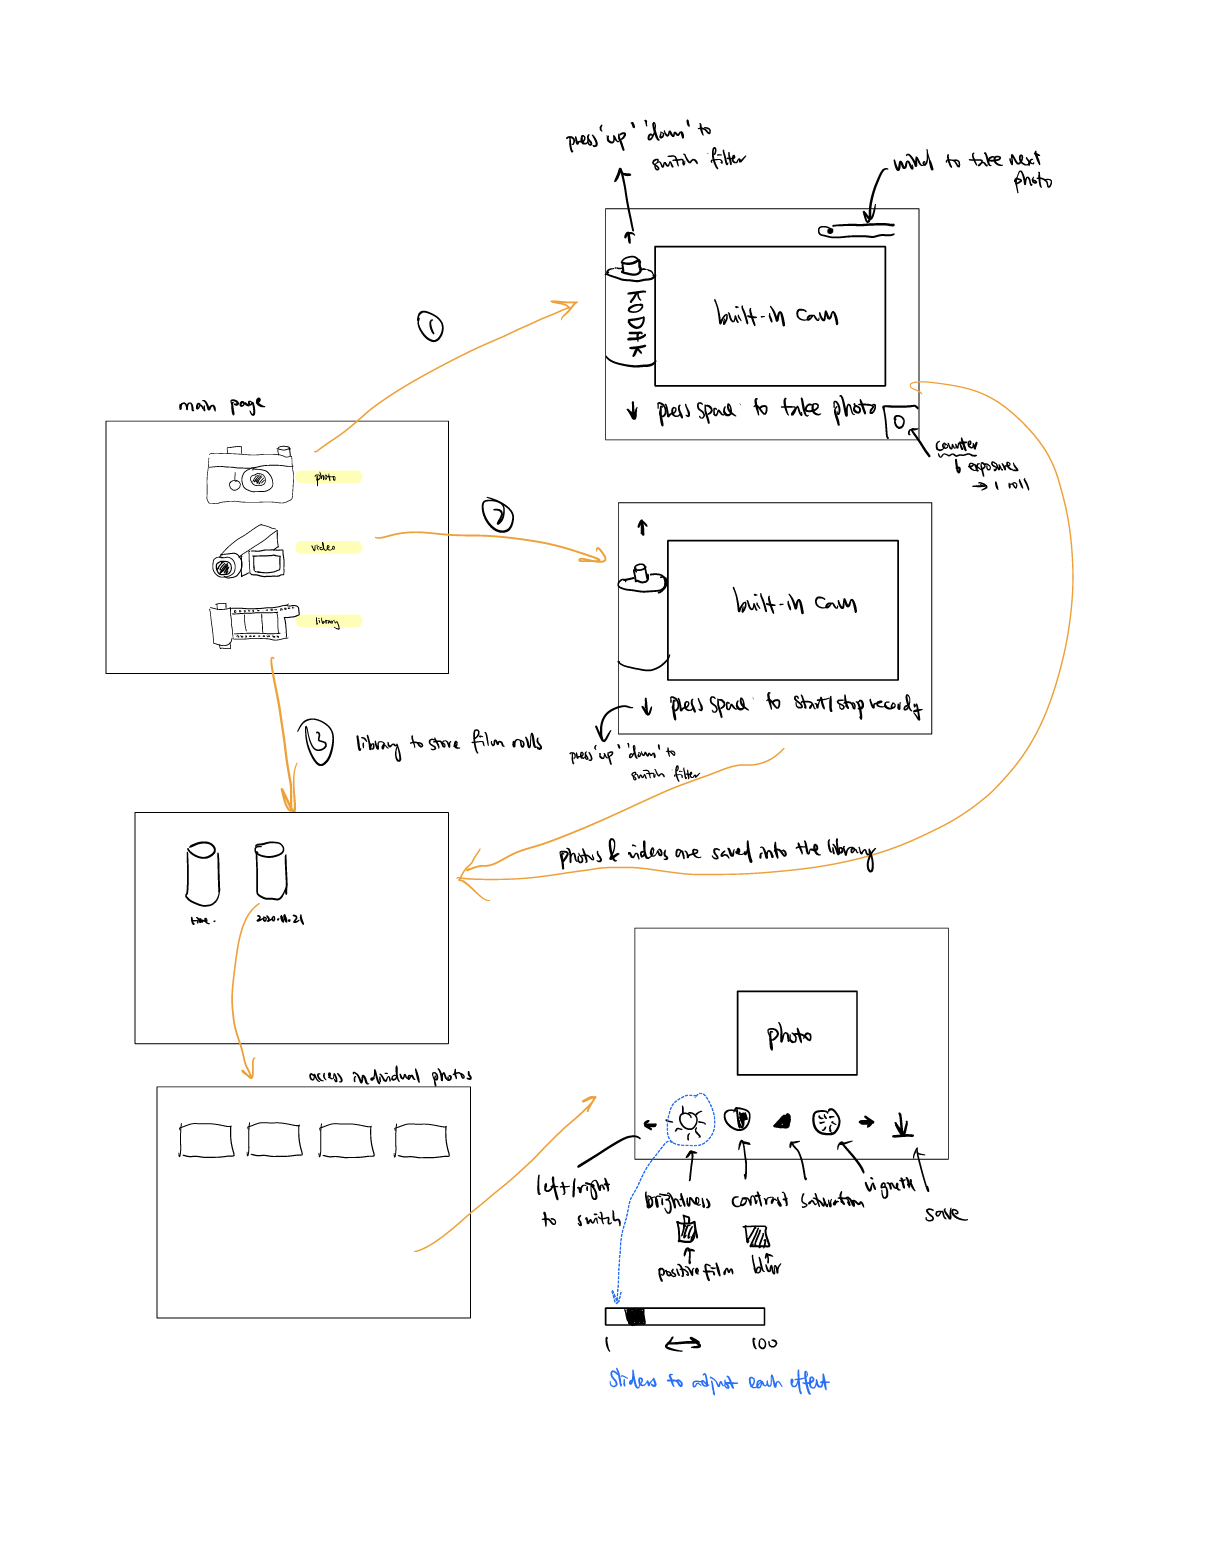 press 'up' 'down' to
switch filter
wind to take next
photo
KODAK
built-in cam
press space to take photo
0
counter
6 exposures
→ 1 roll
1
main page
photo
video
library
2
built-in cam
press space to start/stop recordg
press 'up' 'down' to
switch filter
3
library to store film rolls
photos & videos are saved into the library
time.
2020.11.21
access individual photos
photo
left/right
to switch
brightness
contrast
saturation
vignette
save
positive film
blur
1
100
Sliders to adjust each effect